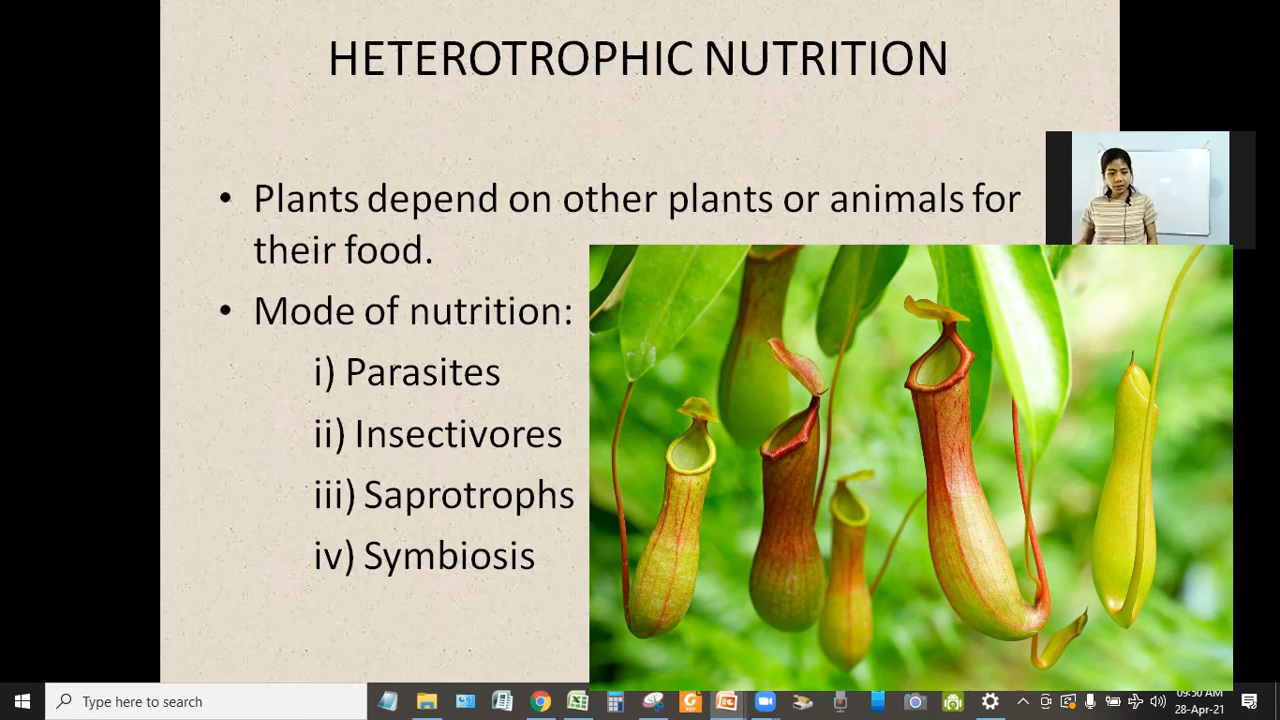 HETEROTROPHIC NUTRITION
• Plants depend on other plants or animals for
their food.
• Mode of nutrition:
i) Parasites
ii) Insectivores
iii) Saprotrophs
iv) Symbiosis
Type here to search
09:50 AM
28-Apr-21